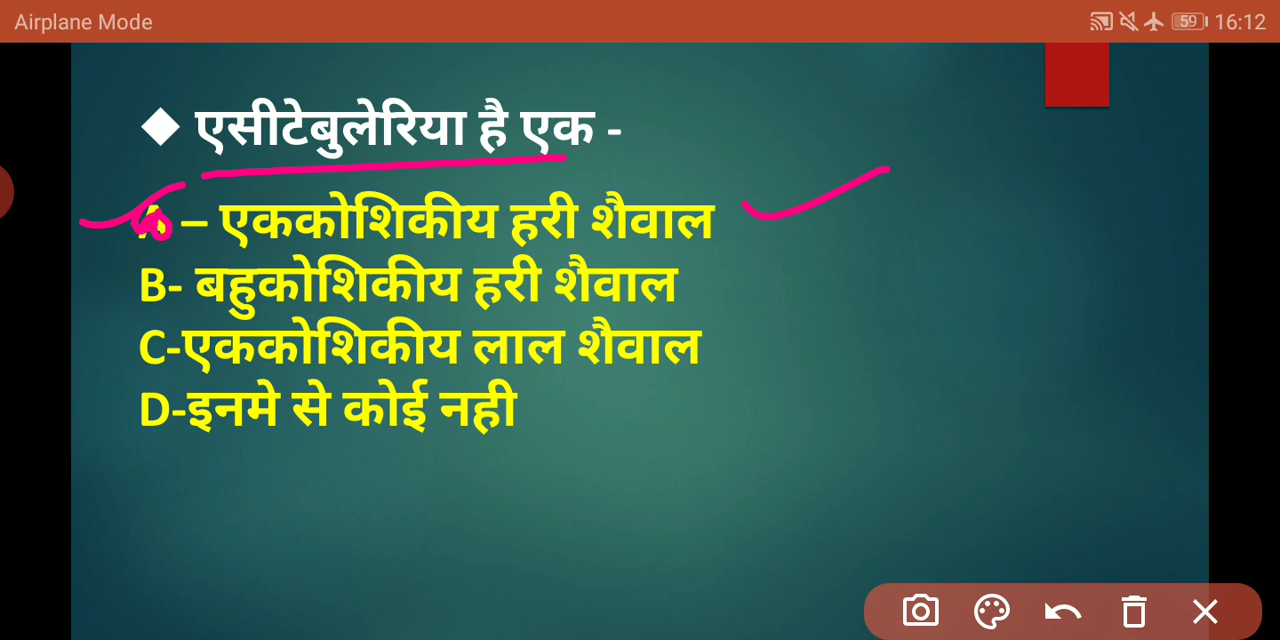 Airplane Mode
59 16:12
◆ एसीटेबुलेरिया है एक -
A – एककोशिकीय हरी शैवाल
B- बहुकोशिकीय हरी शैवाल
C-एककोशिकीय लाल शैवाल
D-इनमे से कोई नही